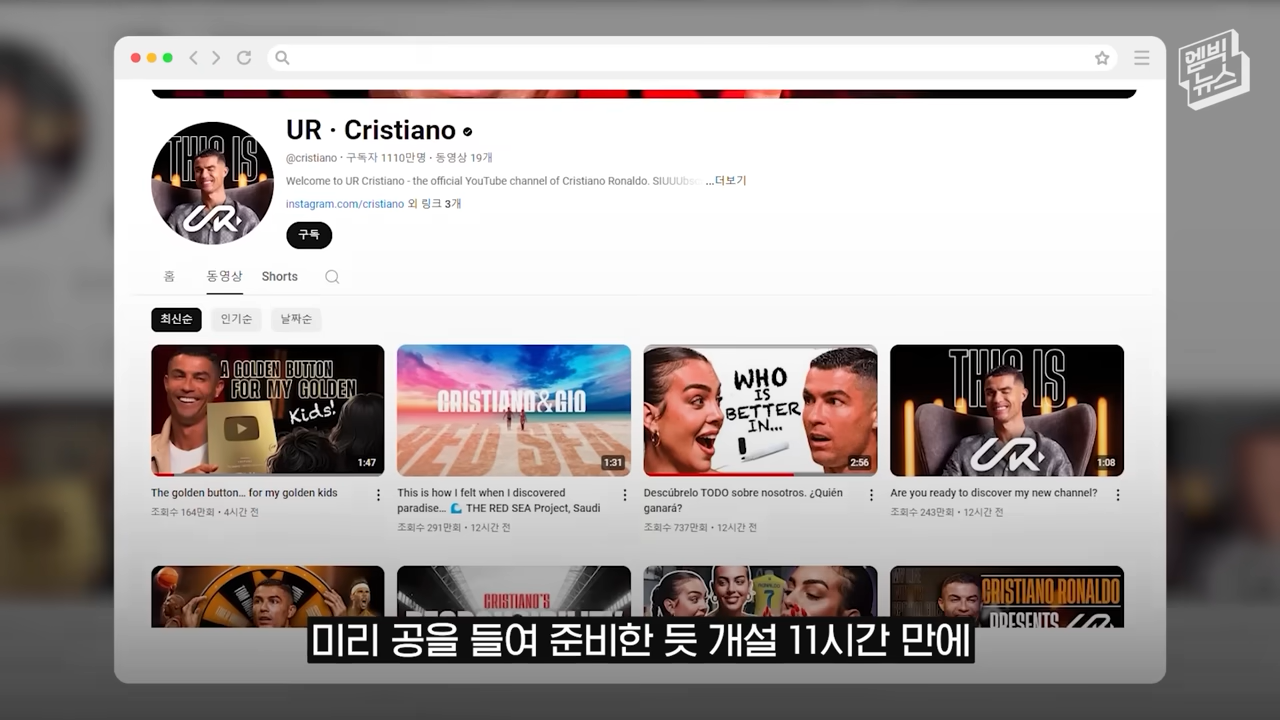 엠빅
뉴스
UR · Cristiano
@cristiano · 구독자 1110만명 · 동영상 19개
Welcome to UR Cristiano - the official YouTube channel of Cristiano Ronaldo. SIUUUbsc ...더보기
instagram.com/cristiano 외 링크 3개
구독
홈 동영상 Shorts
최신순 인기순 날짜순
A GOLDEN BUTTON
FOR MY GOLDEN
Kids!
1:47
CRISTIANO&GIO
RED SEA
1:31
WHO
IS
BETTER
IN...
2:56
THIS IS
UR
1:08
The golden button... for my golden kids
조회수 164만회 · 4시간 전
This is how I felt when I discovered
paradise... 🌊 THE RED SEA Project, Saudi
조회수 291만회 · 12시간 전
Descúbrelo TODO sobre nosotros. ¿Quién
ganará?
조회수 737만회 · 12시간 전
Are you ready to discover my new channel?
조회수 243만회 · 12시간 전
CRISTIANO'S
CRISTIANO RONALDO
PRESENTS
미리 공을 들여 준비한 듯 개설 11시간 만에